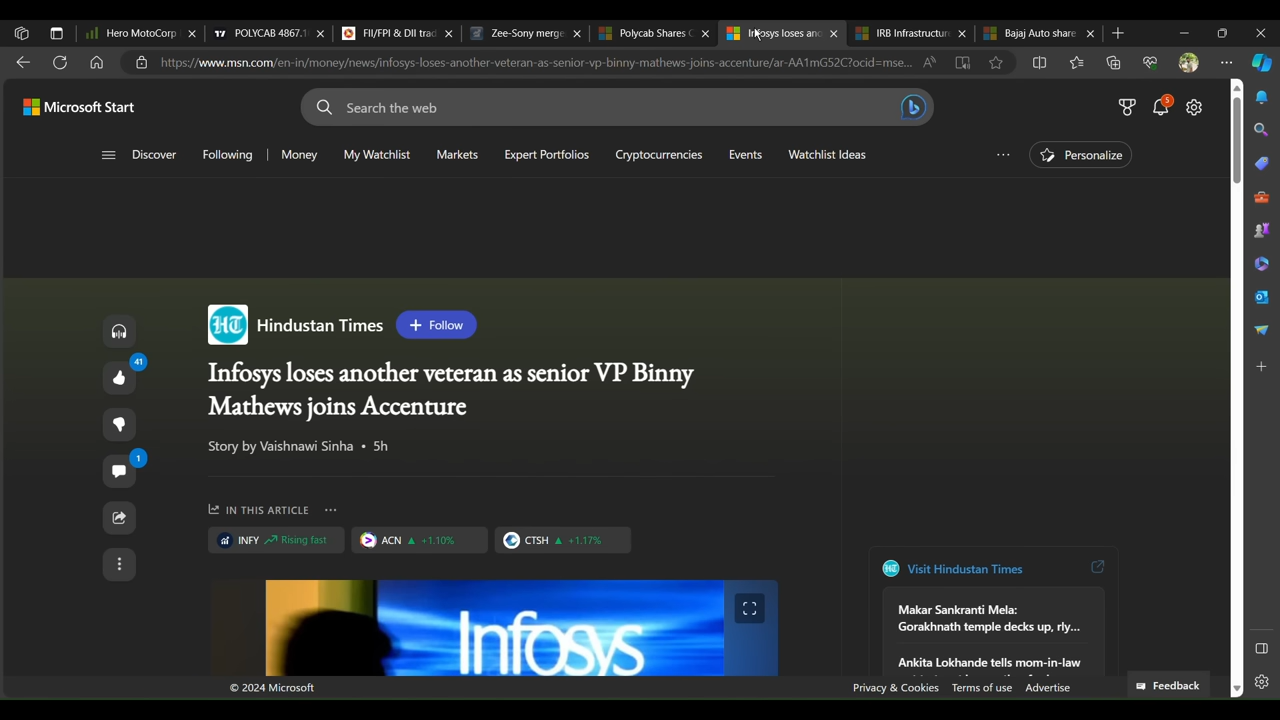 Hero MotoCorp
POLYCAB 4867.1
FII/FPI & DII trad
Zee-Sony merge
Polycab Shares C
Infosys loses ano
IRB Infrastructur
Bajaj Auto share
https://www.msn.com/en-in/money/news/infosys-loses-another-veteran-as-senior-vp-binny-mathews-joins-accenture/ar-AA1mG52C?ocid=mse...
Microsoft Start
Search the web
5
Discover
Following
Money
My Watchlist
Markets
Expert Portfolios
Cryptocurrencies
Events
Watchlist Ideas
Personalize
HT
Hindustan Times
+ Follow
41
Infosys loses another veteran as senior VP Binny
Mathews joins Accenture
Story by Vaishnawi Sinha • 5h
1
IN THIS ARTICLE
INFY Rising fast
ACN ▲ +1.10%
CTSH ▲ +1.17%
Infosys
HT
Visit Hindustan Times
Makar Sankranti Mela:
Gorakhnath temple decks up, rly...
Ankita Lokhande tells mom-in-law
© 2024 Microsoft
Privacy & Cookies
Terms of use
Advertise
Feedback